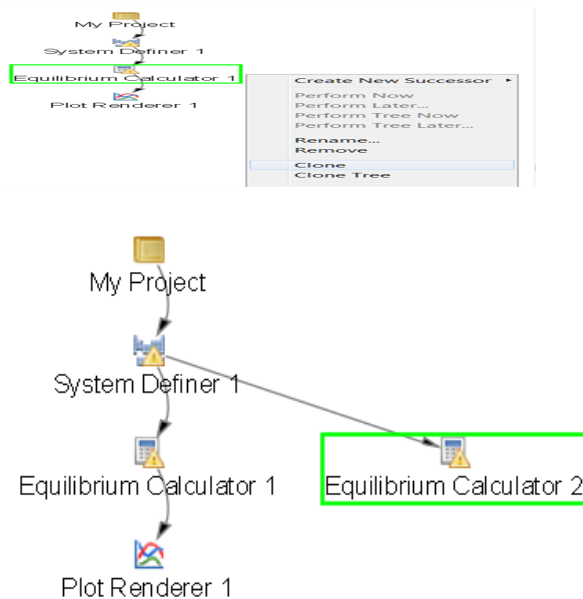 My Project
System Definer 1
Equilibrium Calculator 1
Plot Renderer 1
Create New Successor
Perform Now
Perform Later...
Perform Tree Now
Perform Tree Later...
Rename...
Remove
Clone
Clone Tree
My Project
System Definer 1
Equilibrium Calculator 1
Equilibrium Calculator 2
Plot Renderer 1